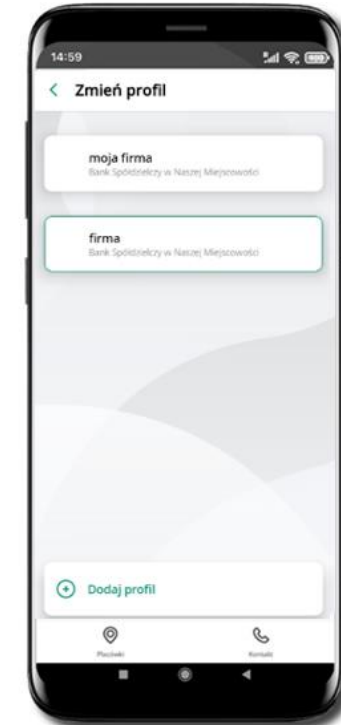 14:59
Zmień profil
moja firma
Bank Spółdzielczy w Naszej Miejscowości
firma
Bank Spółdzielczy w Naszej Miejscowości
Dodaj profil
Placówki
Kontakt